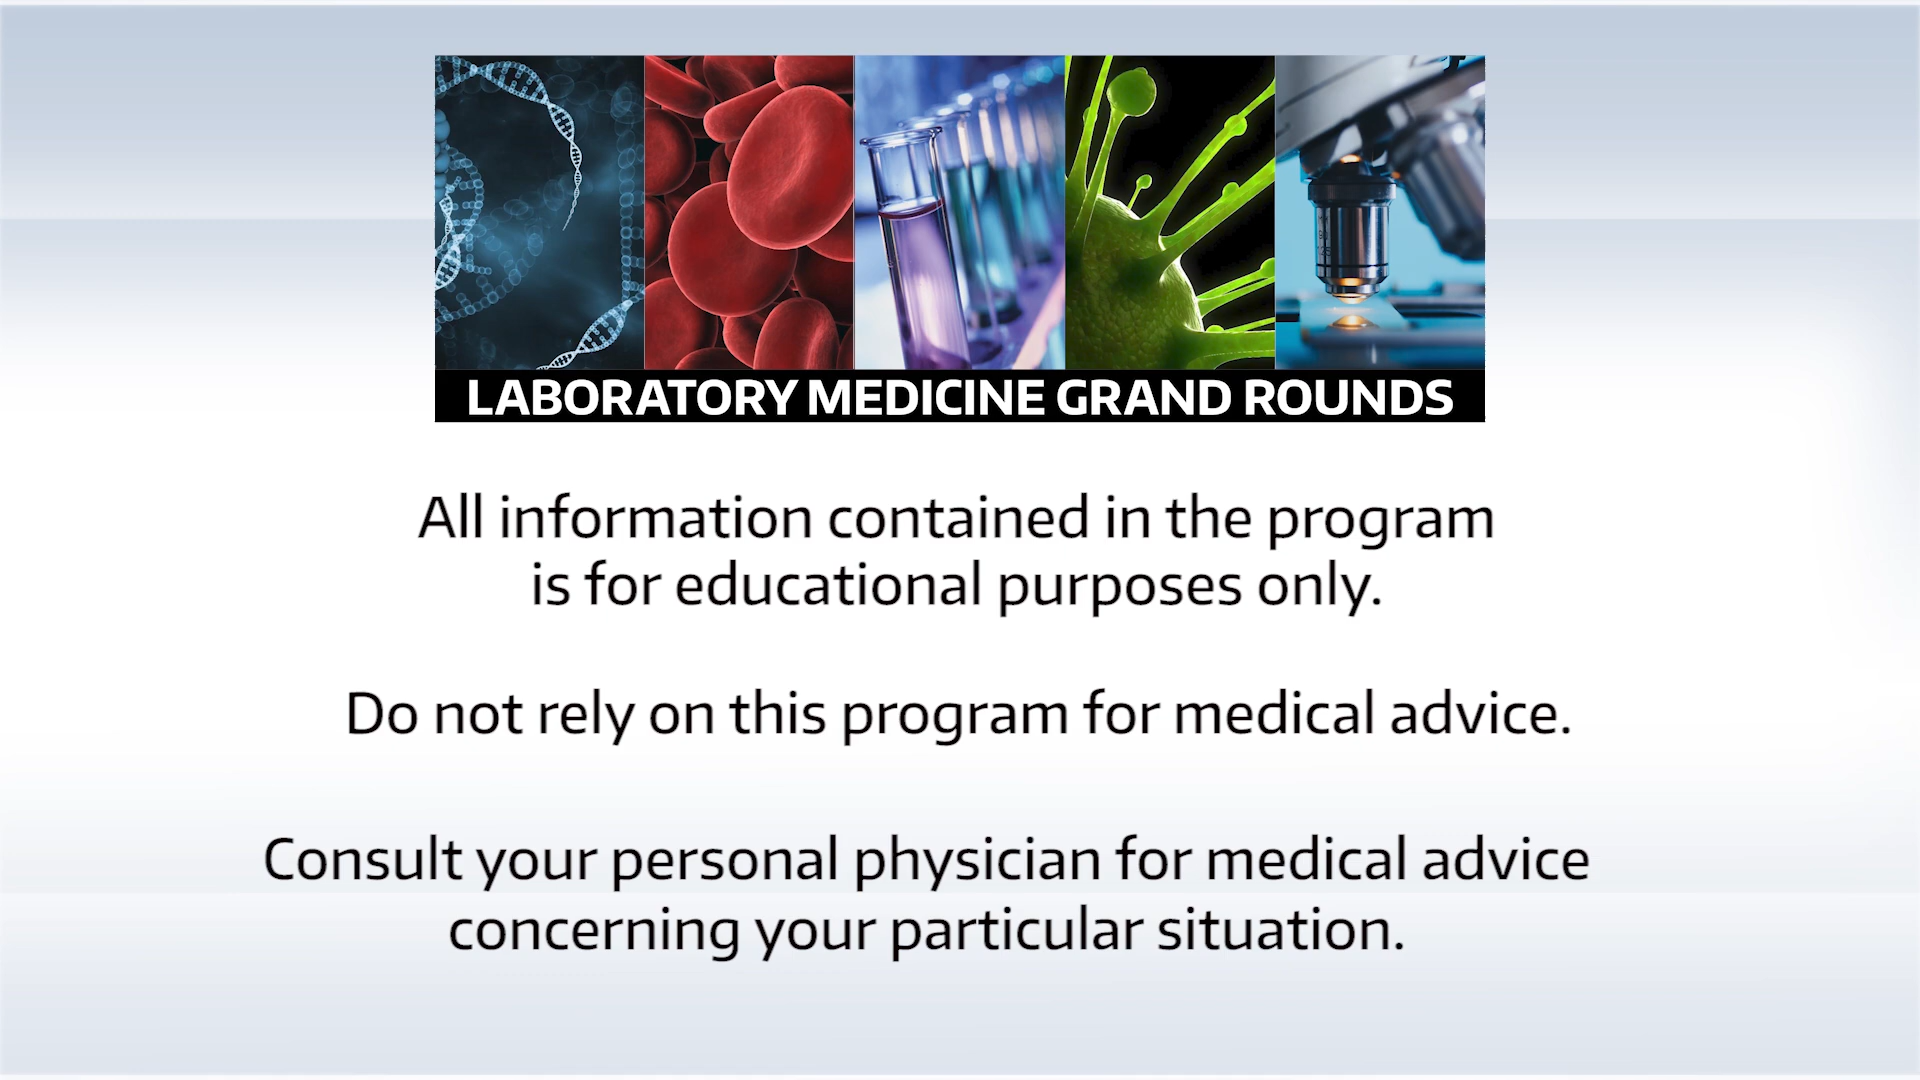 LABORATORY MEDICINE GRAND ROUNDS
All information contained in the program
is for educational purposes only.
Do not rely on this program for medical advice.
Consult your personal physician for medical advice
concerning your particular situation.